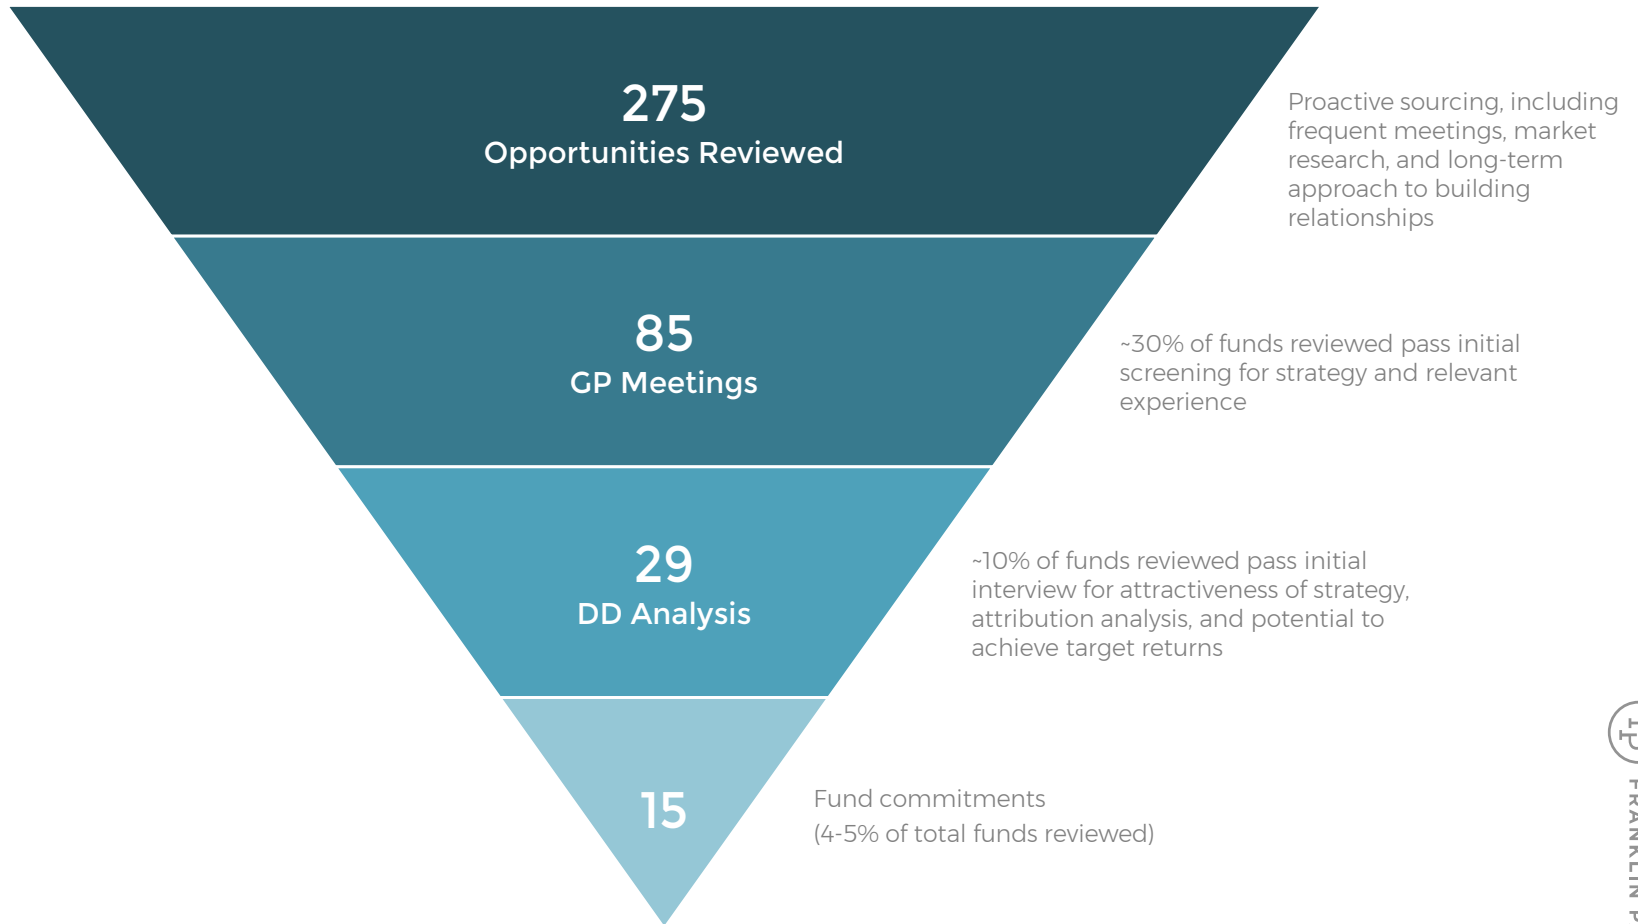 275
Opportunities Reviewed
Proactive sourcing, including
frequent meetings, market
research, and long-term
approach to building
relationships
85
GP Meetings
~30% of funds reviewed pass initial
screening for strategy and relevant
experience
29
DD Analysis
~10% of funds reviewed pass initial
interview for attractiveness of strategy,
attribution analysis, and potential to
achieve target returns
15
Fund commitments
(4-5% of total funds reviewed)
FRANKLIN